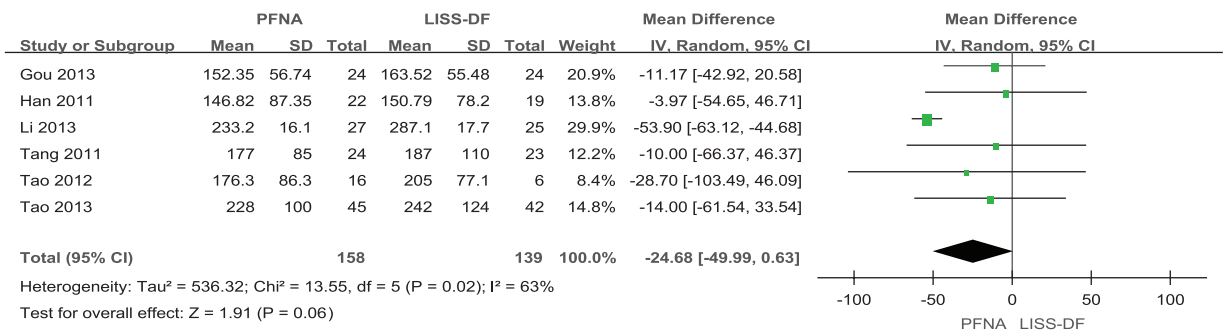 PFNA LISS-DF Mean Difference Mean Difference
Study or Subgroup Mean SD Total Mean SD Total Weight IV, Random, 95% CI IV, Random, 95% CI
Gou 2013 152.35 56.74 24 163.52 55.48 24 20.9% -11.17 [-42.92, 20.58]
Han 2011 146.82 87.35 22 150.79 78.2 19 13.8% -3.97 [-54.65, 46.71]
Li 2013 233.2 16.1 27 287.1 17.7 25 29.9% -53.90 [-63.12, -44.68]
Tang 2011 177 85 24 187 110 23 12.2% -10.00 [-66.37, 46.37]
Tao 2012 176.3 86.3 16 205 77.1 6 8.4% -28.70 [-103.49, 46.09]
Tao 2013 228 100 45 242 124 42 14.8% -14.00 [-61.54, 33.54]
Total (95% CI) 158 139 100.0% -24.68 [-49.99, 0.63]
Heterogeneity: Tau² = 536.32; Chi² = 13.55, df = 5 (P = 0.02); I² = 63%
Test for overall effect: Z = 1.91 (P = 0.06)
-100 -50 0 50 100
PFNA LISS-DF